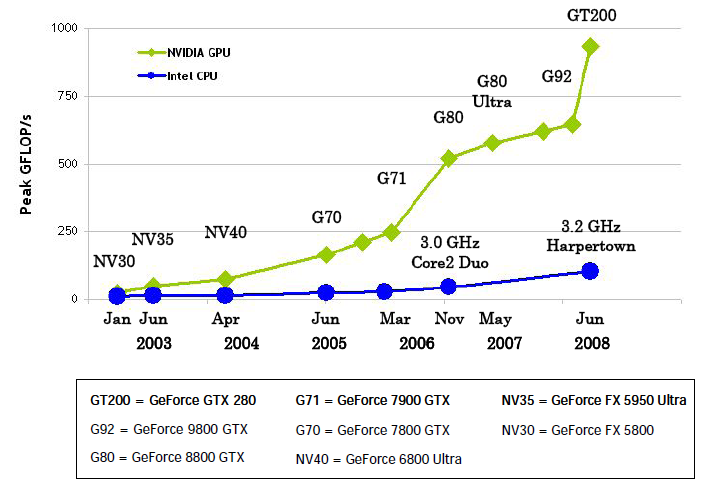 GT200
1000
NVIDIA GPU
Intel CPU
G92
G80
Ultra
750
G80
Peak GFLOP/s
500
G71
G70
NV40
NV35
250
3.0 GHz
Core2 Duo
3.2 GHz
Harpertown
NV30
0
Jan Jun Apr Jun Mar Nov May Jun
2003 2004 2005 2006 2007 2008
GT200 = GeForce GTX 280 G71 = GeForce 7900 GTX NV35 = GeForce FX 5950 Ultra
G92 = GeForce 9800 GTX G70 = GeForce 7800 GTX NV30 = GeForce FX 5800
G80 = GeForce 8800 GTX NV40 = GeForce 6800 Ultra